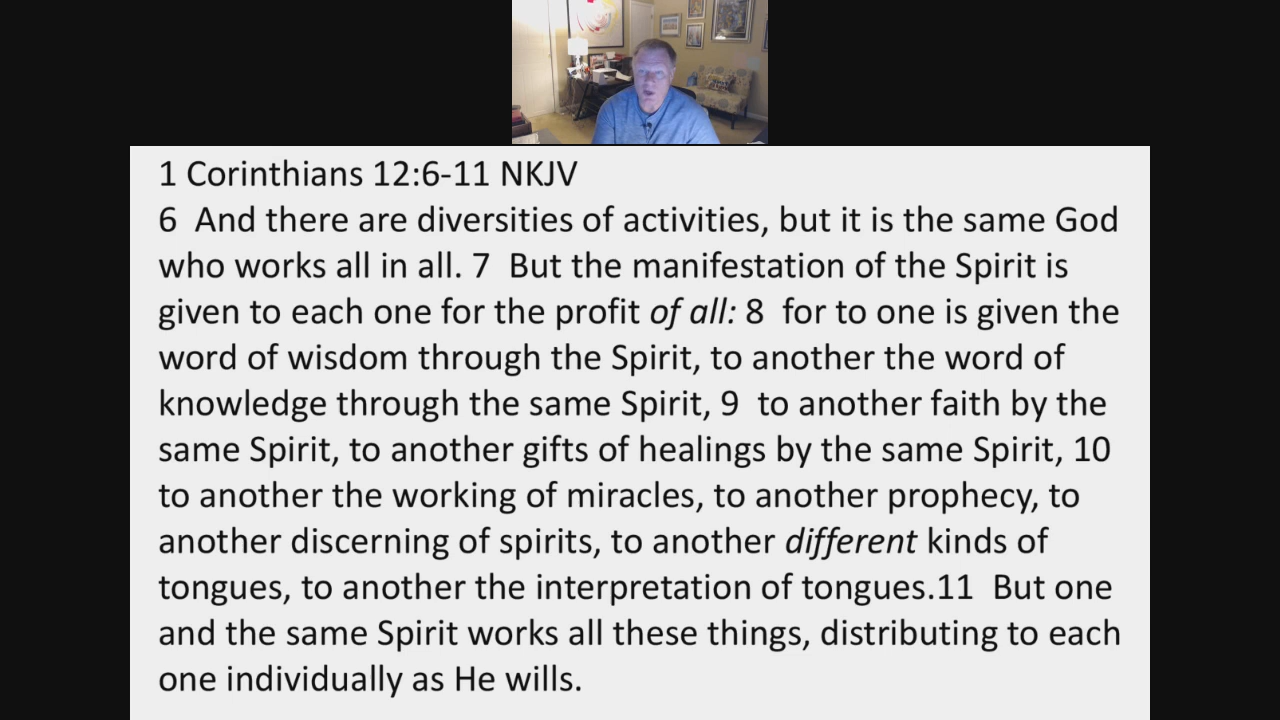 1 Corinthians 12:6-11 NKJV
6  And there are diversities of activities, but it is the same God
who works all in all. 7  But the manifestation of the Spirit is
given to each one for the profit of all: 8  for to one is given the
word of wisdom through the Spirit, to another the word of
knowledge through the same Spirit, 9  to another faith by the
same Spirit, to another gifts of healings by the same Spirit, 10
to another the working of miracles, to another prophecy, to
another discerning of spirits, to another different kinds of
tongues, to another the interpretation of tongues.11  But one
and the same Spirit works all these things, distributing to each
one individually as He wills.